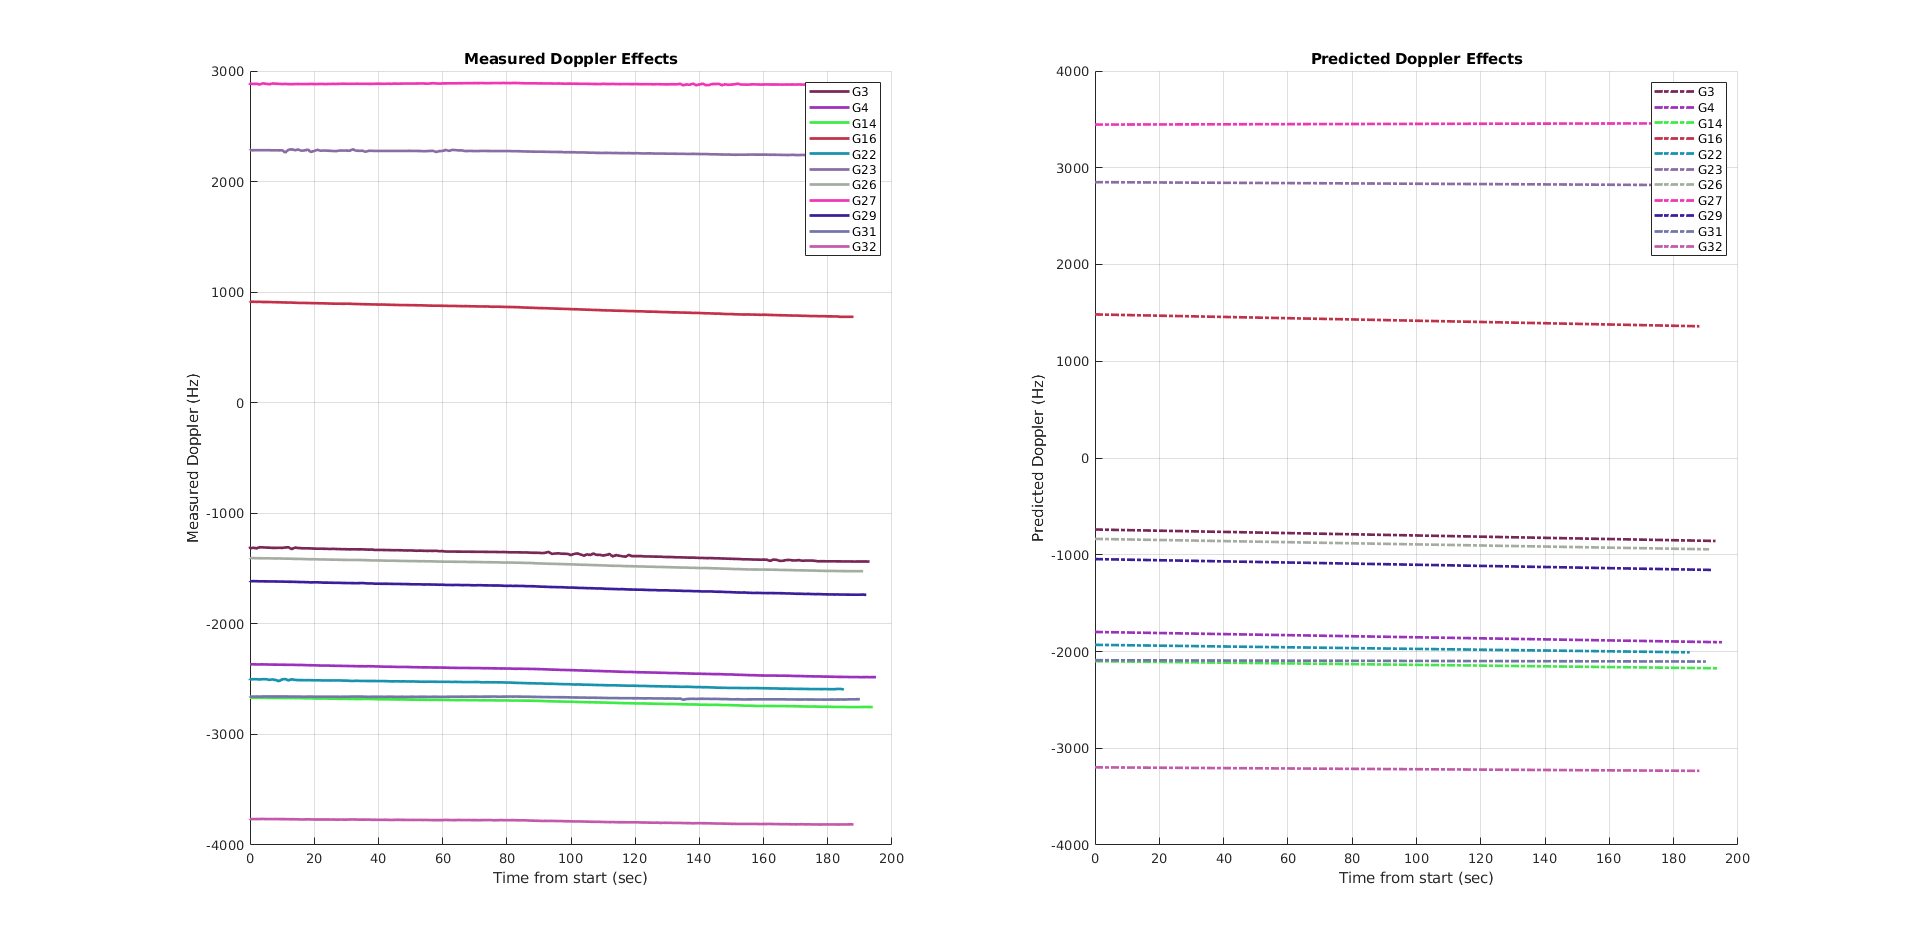 Measured Doppler Effects
3000
2000
1000
0
-1000
-2000
-3000
-4000
Measured Doppler (Hz)
0 20 40 60 80 100 120 140 160 180 200
Time from start (sec)
G3
G4
G14
G16
G22
G23
G26
G27
G29
G31
G32
Predicted Doppler Effects
4000
3000
2000
1000
0
-1000
-2000
-3000
-4000
Predicted Doppler (Hz)
0 20 40 60 80 100 120 140 160 180 200
Time from start (sec)
G3
G4
G14
G16
G22
G23
G26
G27
G29
G31
G32